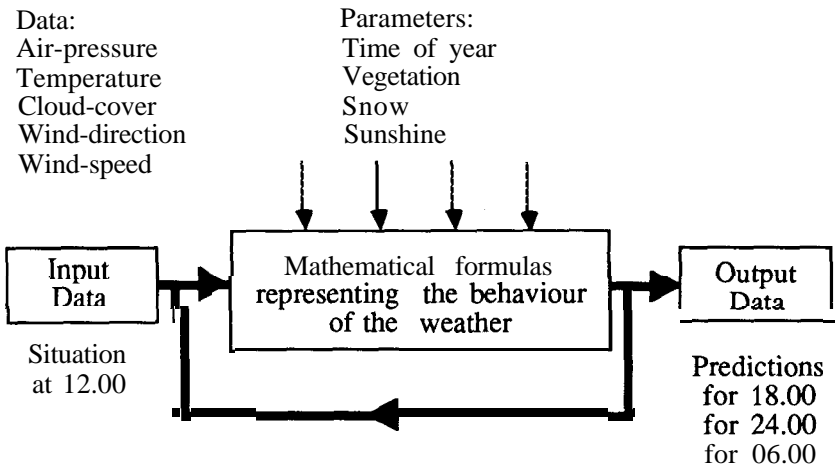 Data:
Air-pressure
Temperature
Cloud-cover
Wind-direction
Wind-speed
Parameters:
Time of year
Vegetation
Snow
Sunshine
Input
Data
Mathematical formulas
representing the behaviour
of the weather
Output
Data
Situation
at 12.00
Predictions
for 18.00
for 24.00
for 06.00